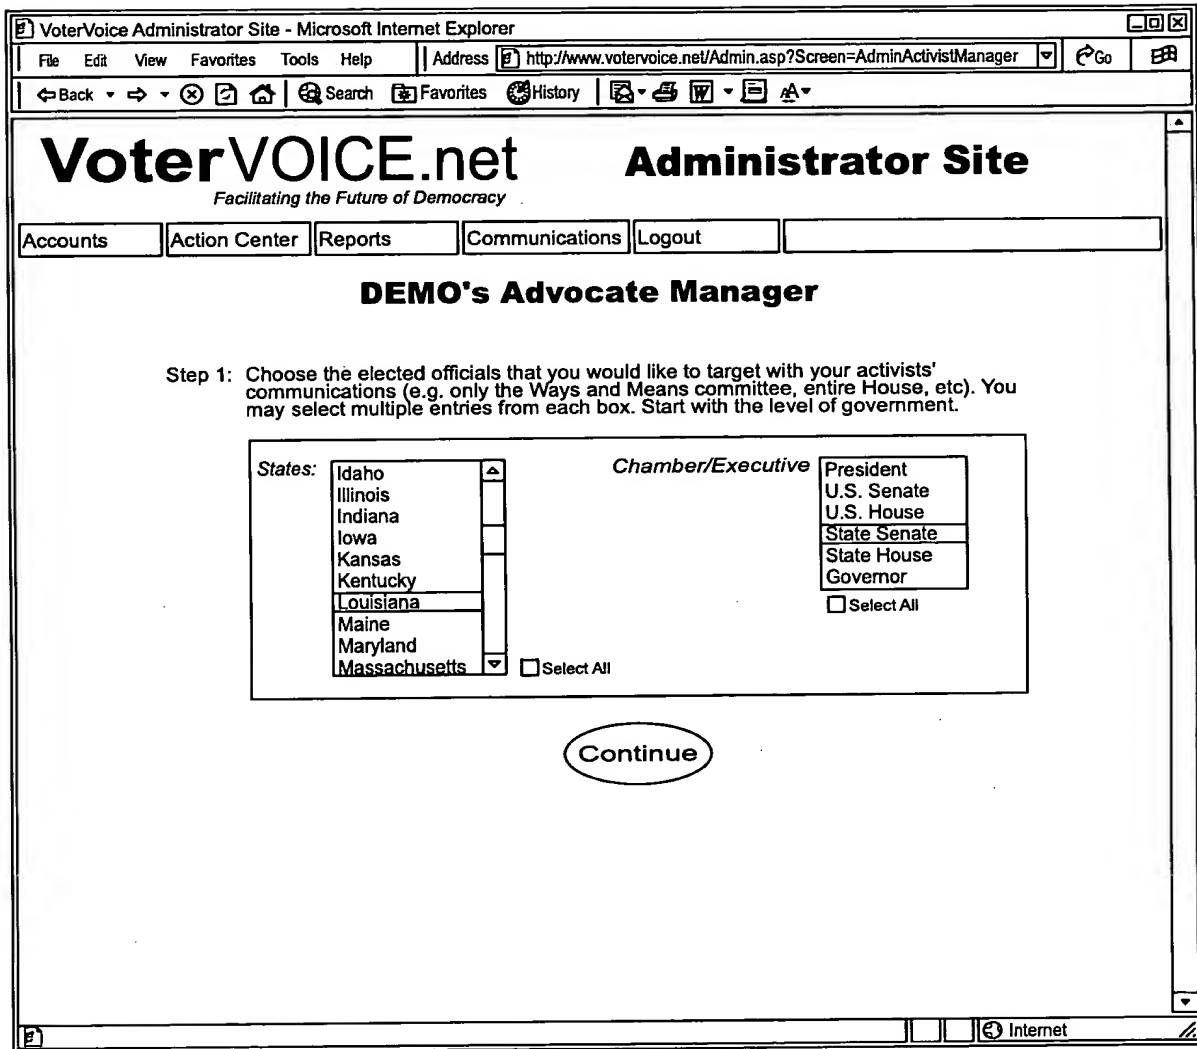 VoterVoice Administrator Site - Microsoft Internet Explorer
File Edit View Favorites Tools Help Address http://www.votervoice.net/Admin.asp?Screen=AdminActivistManager Go
Back Search Favorites History
VoterVOICE.net Administrator Site
Facilitating the Future of Democracy
Accounts Action Center Reports Communications Logout
DEMO's Advocate Manager
Step 1: Choose the elected officials that you would like to target with your activists'
communications (e.g. only the Ways and Means committee, entire House, etc). You
may select multiple entries from each box. Start with the level of government.
States:
Idaho
Illinois
Indiana
Iowa
Kansas
Kentucky
Louisiana
Maine
Maryland
Massachusetts
Select All
Chamber/Executive
President
U.S. Senate
U.S. House
State Senate
State House
Governor
Select All
Continue
Internet